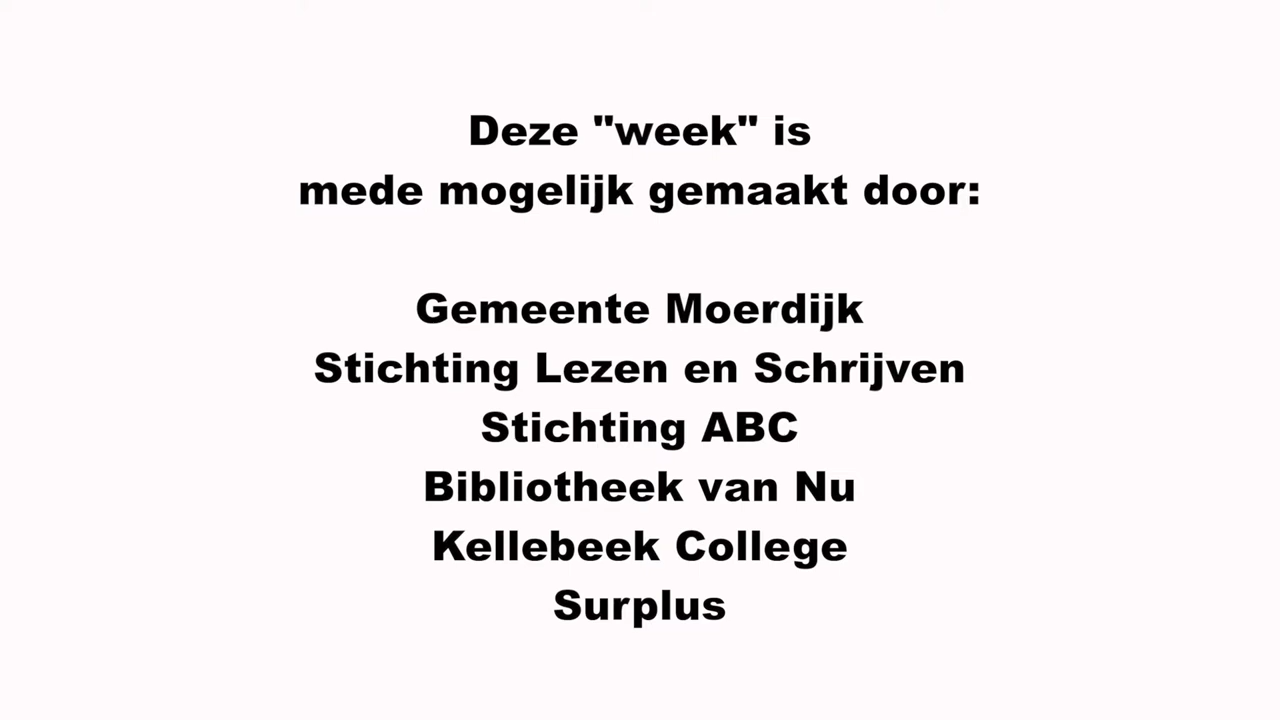 Deze "week" is
mede mogelijk gemaakt door:
Gemeente Moerdijk
Stichting Lezen en Schrijven
Stichting ABC
Bibliotheek van Nu
Kellebeek College
Surplus